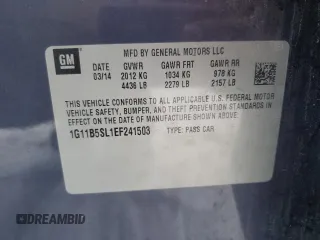 GM
MFD BY GENERAL MOTORS LLC
DATE GVWR GAWR FRT GAWR RR
03/14 2012 KG 1034 KG 978 KG
4436 LB 2279 LB 2157 LB
THIS VEHICLE CONFORMS TO ALL APPLICABLE U.S. FEDERAL MOTOR
VEHICLE SAFETY, BUMPER, AND THEFT PREVENTION STANDARDS IN
EFFECT ON THE DATE OF MANUFACTURE SHOWN ABOVE.
1G11B5SL1EF241503 TYPE: PASS CAR
© DREAMBID
DREAMBID.COM